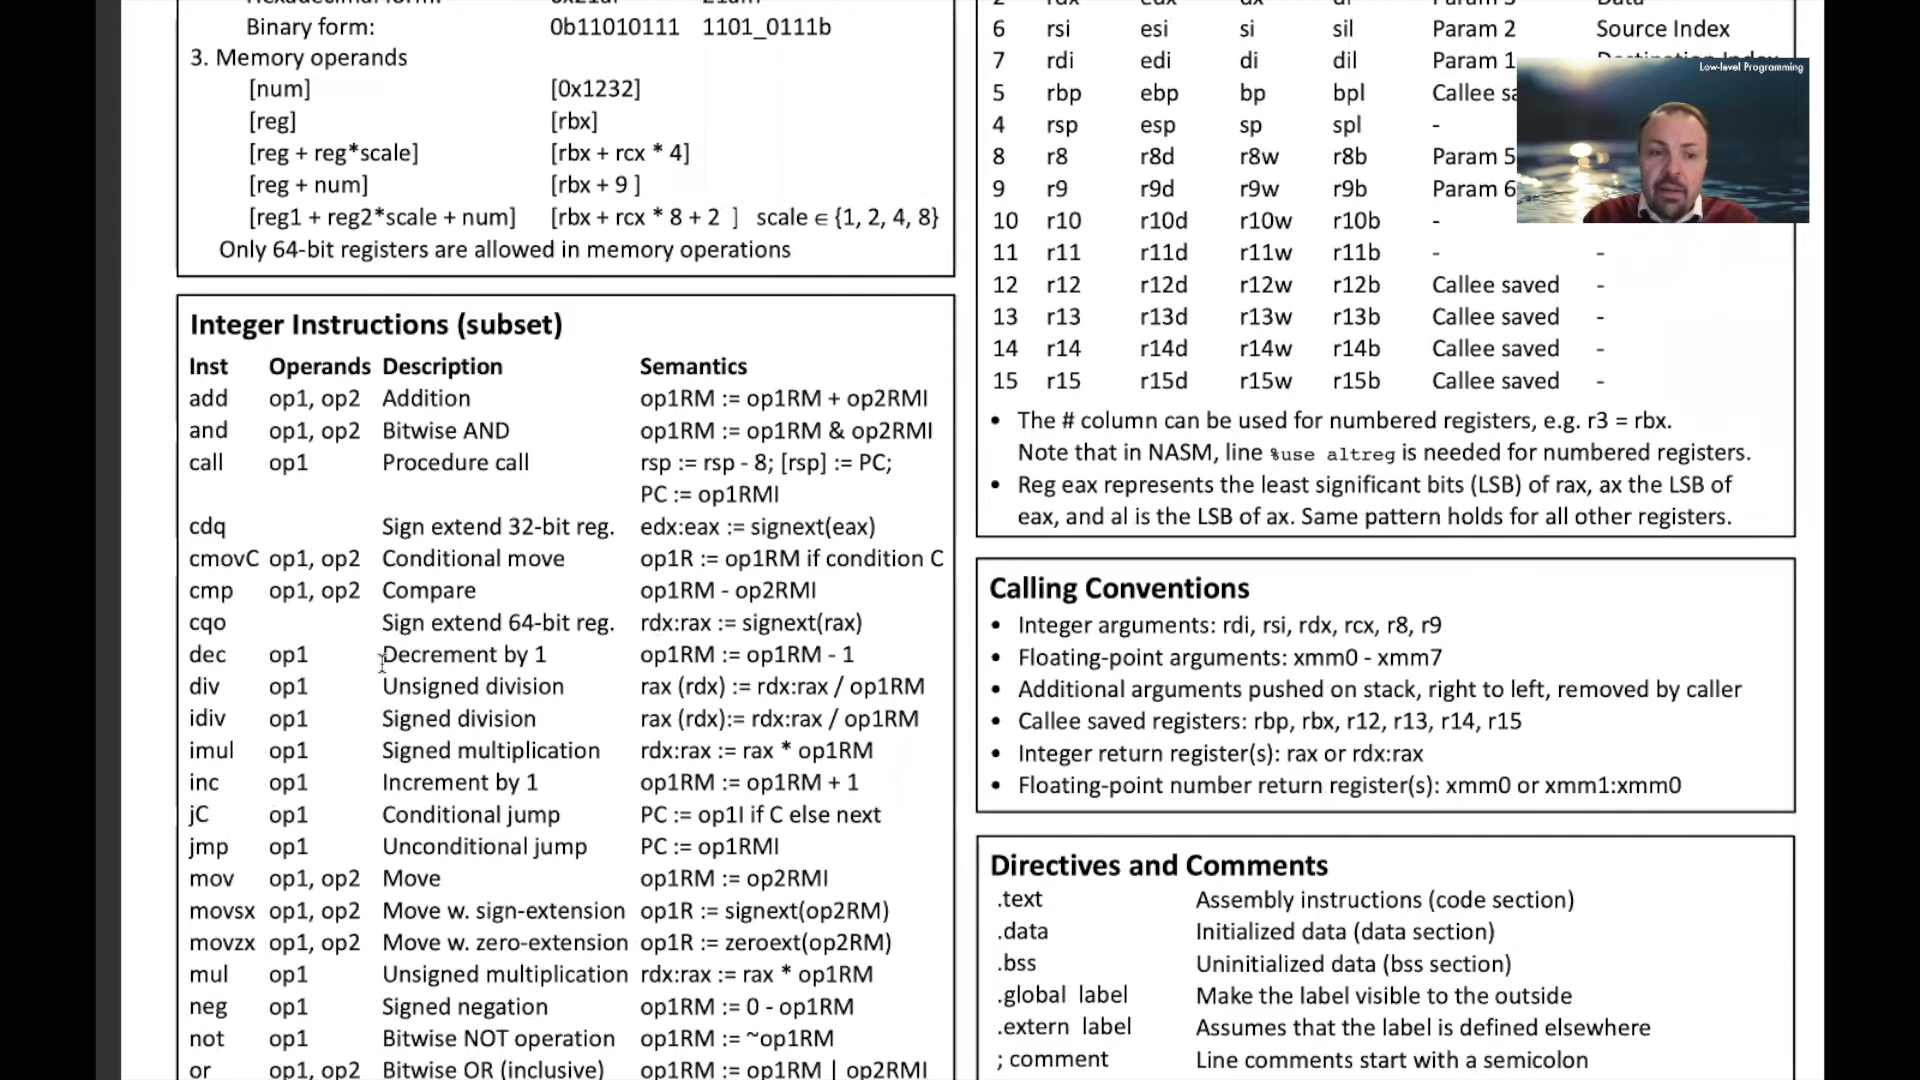 Binary form: 0b11010111 1101_0111b
3. Memory operands
[num] [0x1232]
[reg] [rbx]
[reg + reg*scale] [rbx + rcx * 4]
[reg + num] [rbx + 9 ]
[reg1 + reg2*scale + num] [rbx + rcx * 8 + 2 ] scale ∈ {1, 2, 4, 8}
Only 64-bit registers are allowed in memory operations
Integer Instructions (subset)
Inst Operands Description Semantics
add op1, op2 Addition op1RM := op1RM + op2RMI
and op1, op2 Bitwise AND op1RM := op1RM & op2RMI
call op1 Procedure call rsp := rsp - 8; [rsp] := PC;
PC := op1RMI
cdq Sign extend 32-bit reg. edx:eax := signext(eax)
cmovC op1, op2 Conditional move op1R := op1RM if condition C
cmp op1, op2 Compare op1RM - op2RMI
cqo Sign extend 64-bit reg. rdx:rax := signext(rax)
dec op1 Decrement by 1 op1RM := op1RM - 1
div op1 Unsigned division rax (rdx) := rdx:rax / op1RM
idiv op1 Signed division rax (rdx):= rdx:rax / op1RM
imul op1 Signed multiplication rdx:rax := rax * op1RM
inc op1 Increment by 1 op1RM := op1RM + 1
jC op1 Conditional jump PC := op1I if C else next
jmp op1 Unconditional jump PC := op1RMI
mov op1, op2 Move op1RM := op2RMI
movsx op1, op2 Move w. sign-extension op1R := signext(op2RM)
movzx op1, op2 Move w. zero-extension op1R := zeroext(op2RM)
mul op1 Unsigned multiplication rdx:rax := rax * op1RM
neg op1 Signed negation op1RM := 0 - op1RM
not op1 Bitwise NOT operation op1RM := ~op1RM
or op1, op2 Bitwise OR (inclusive) op1RM := op1RM | op2RMI
6 rsi esi si sil Param 2 Source Index
7 rdi edi di dil Param 1
Low-level Programming
5 rbp ebp bp bpl Callee
4 rsp esp sp spl -
8 r8 r8d r8w r8b Param 5
9 r9 r9d r9w r9b Param 6
10 r10 r10d r10w r10b -
11 r11 r11d r11w r11b - -
12 r12 r12d r12w r12b Callee saved -
13 r13 r13d r13w r13b Callee saved -
14 r14 r14d r14w r14b Callee saved -
15 r15 r15d r15w r15b Callee saved -
• The # column can be used for numbered registers, e.g. r3 = rbx.
Note that in NASM, line %use altreg is needed for numbered registers.
• Reg eax represents the least significant bits (LSB) of rax, ax the LSB of
eax, and al is the LSB of ax. Same pattern holds for all other registers.
Calling Conventions
• Integer arguments: rdi, rsi, rdx, rcx, r8, r9
• Floating-point arguments: xmm0 - xmm7
• Additional arguments pushed on stack, right to left, removed by caller
• Callee saved registers: rbp, rbx, r12, r13, r14, r15
• Integer return register(s): rax or rdx:rax
• Floating-point number return register(s): xmm0 or xmm1:xmm0
Directives and Comments
.text Assembly instructions (code section)
.data Initialized data (data section)
.bss Uninitialized data (bss section)
.global label Make the label visible to the outside
.extern label Assumes that the label is defined elsewhere
; comment Line comments start with a semicolon